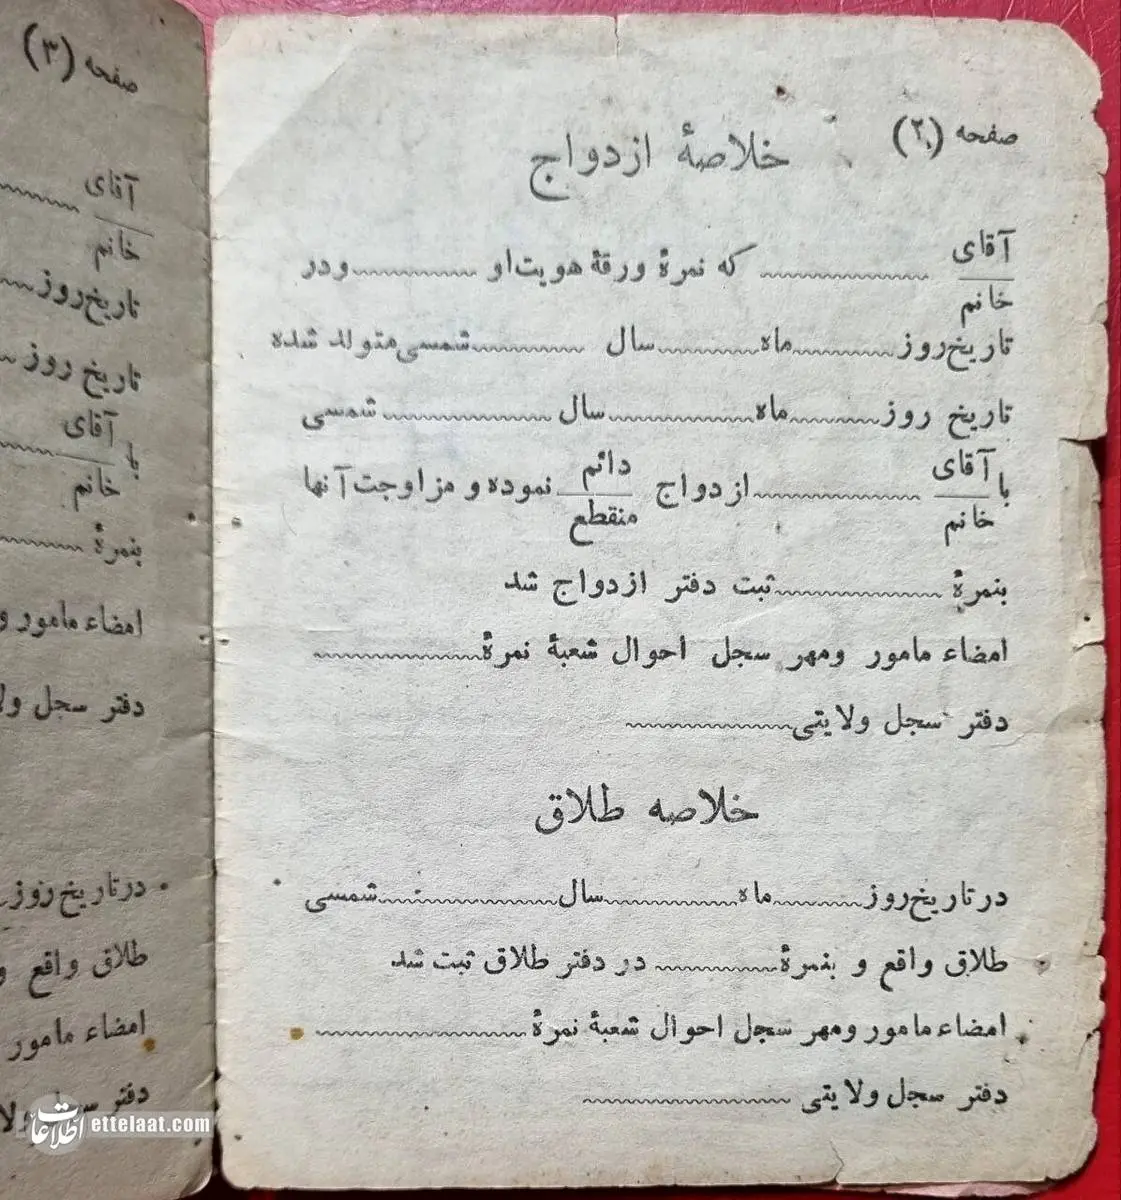 صفحه (۲)
خلاصهٔ ازدواج
آقای
خانم
که نمرهٔ ورقهٔ هویت او ودر
تاریخ روز ماه سال شمسی متولد شده
تاریخ روز ماه سال شمسی
با آقای
خانم
ازدواج دائم
منقطع
نموده و مزاوجت آنها
بنمرهٔ ثبت دفتر ازدواج شد
امضاء مامور ومهر سجل احوال شعبهٔ نمرهٔ
دفتر سجل ولایتی
خلاصه طلاق
در تاریخ روز ماه سال شمسی
طلاق واقع و بنمرهٔ در دفتر طلاق ثبت شد
امضاء مامور ومهر سجل احوال شعبهٔ نمرهٔ
دفتر سجل ولایتی
صفحه (۳)
آقای
خانم
تاریخ روز
تاریخ روز
با آقای
خانم
بنمرهٔ
امضاء مامور و
دفتر سجل ولا
در تاریخ روز
طلاق واقع و
امضاء مامور
دفتر
اطلاعات ettelaat.com